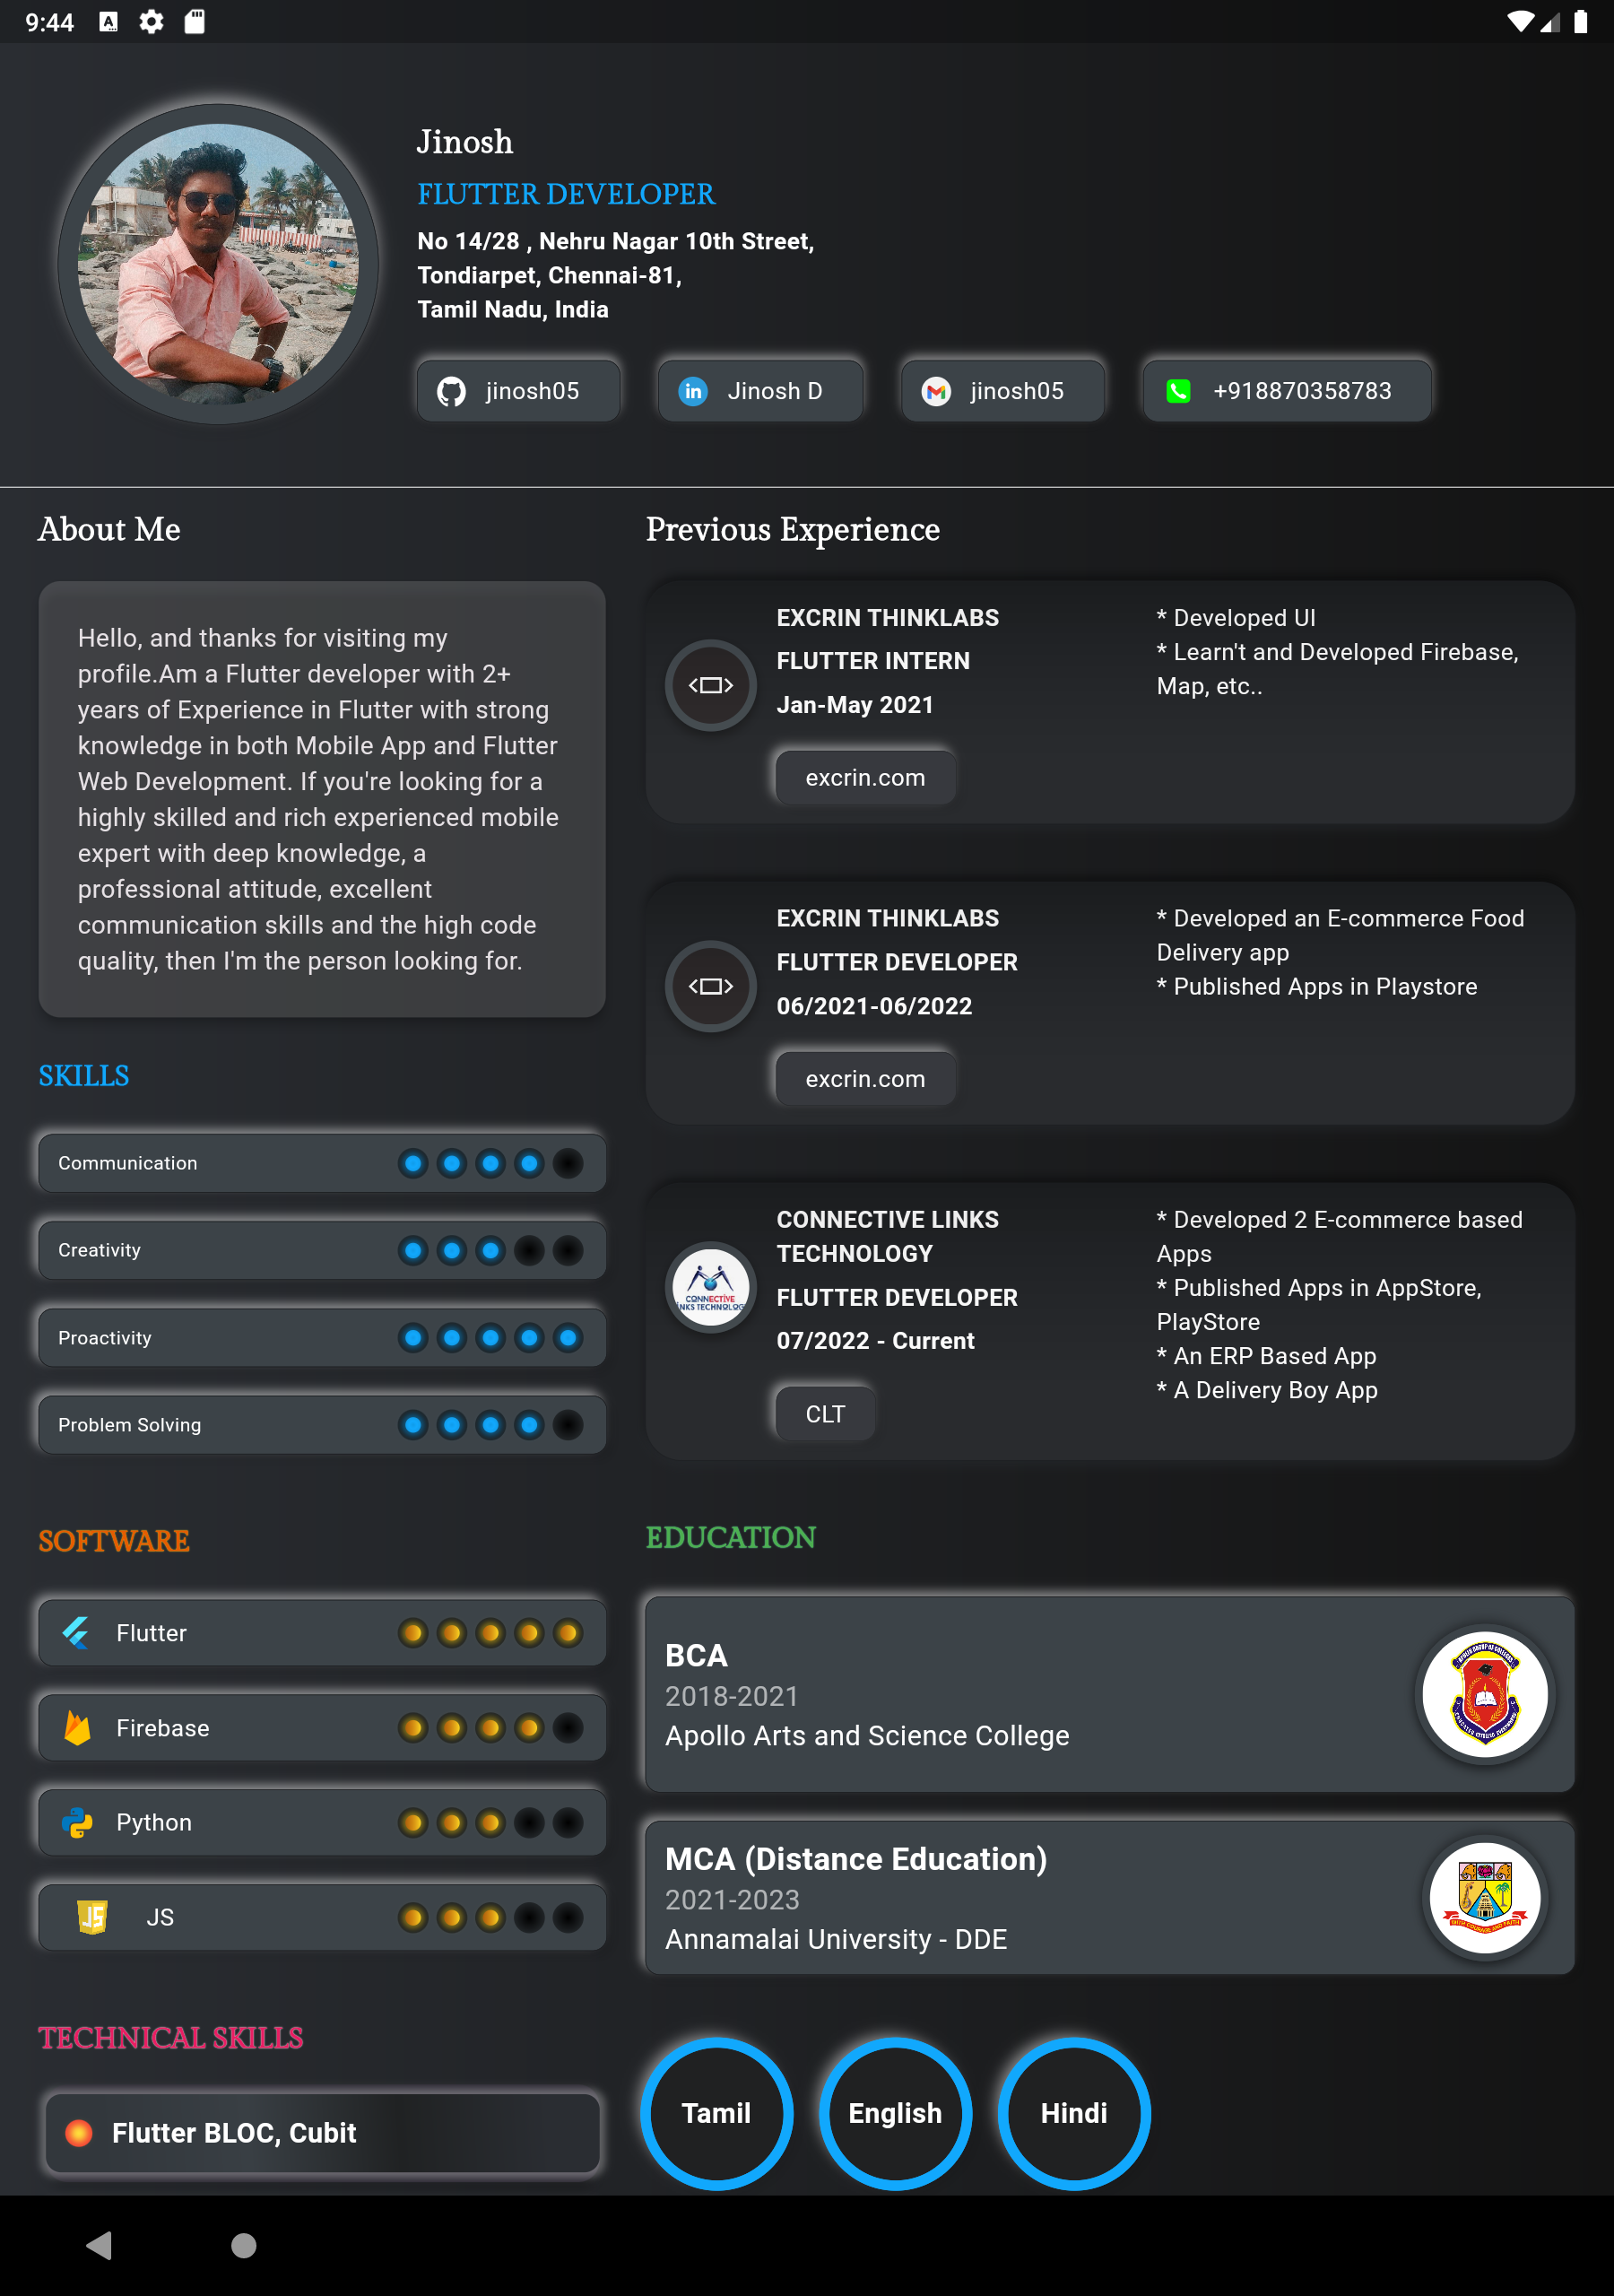 9:44
Jinosh
FLUTTER DEVELOPER
No 14/28 , Nehru Nagar 10th Street,
Tondiarpet, Chennai-81,
Tamil Nadu, India
jinosh05
Jinosh D
jinosh05
+918870358783
About Me
Hello, and thanks for visiting my
profile.Am a Flutter developer with 2+
years of Experience in Flutter with strong
knowledge in both Mobile App and Flutter
Web Development. If you're looking for a
highly skilled and rich experienced mobile
expert with deep knowledge, a
professional attitude, excellent
communication skills and the high code
quality, then I'm the person looking for.
SKILLS
Communication
Creativity
Proactivity
Problem Solving
SOFTWARE
Flutter
Firebase
Python
JS
JS
TECHNICAL SKILLS
Flutter BLOC, Cubit
Previous Experience
EXCRIN THINKLABS
FLUTTER INTERN
Jan-May 2021
excrin.com
* Developed UI
* Learn't and Developed Firebase,
Map, etc..
EXCRIN THINKLABS
FLUTTER DEVELOPER
06/2021-06/2022
excrin.com
* Developed an E-commerce Food
Delivery app
* Published Apps in Playstore
CONNECTIVE
INKS TECHNOLOG
CONNECTIVE LINKS
TECHNOLOGY
FLUTTER DEVELOPER
07/2022 - Current
CLT
* Developed 2 E-commerce based
Apps
* Published Apps in AppStore,
PlayStore
* An ERP Based App
* A Delivery Boy App
EDUCATION
BCA
2018-2021
Apollo Arts and Science College
MCA (Distance Education)
2021-2023
Annamalai University - DDE
WITH COURAGE AND FAITH
Tamil
English
Hindi